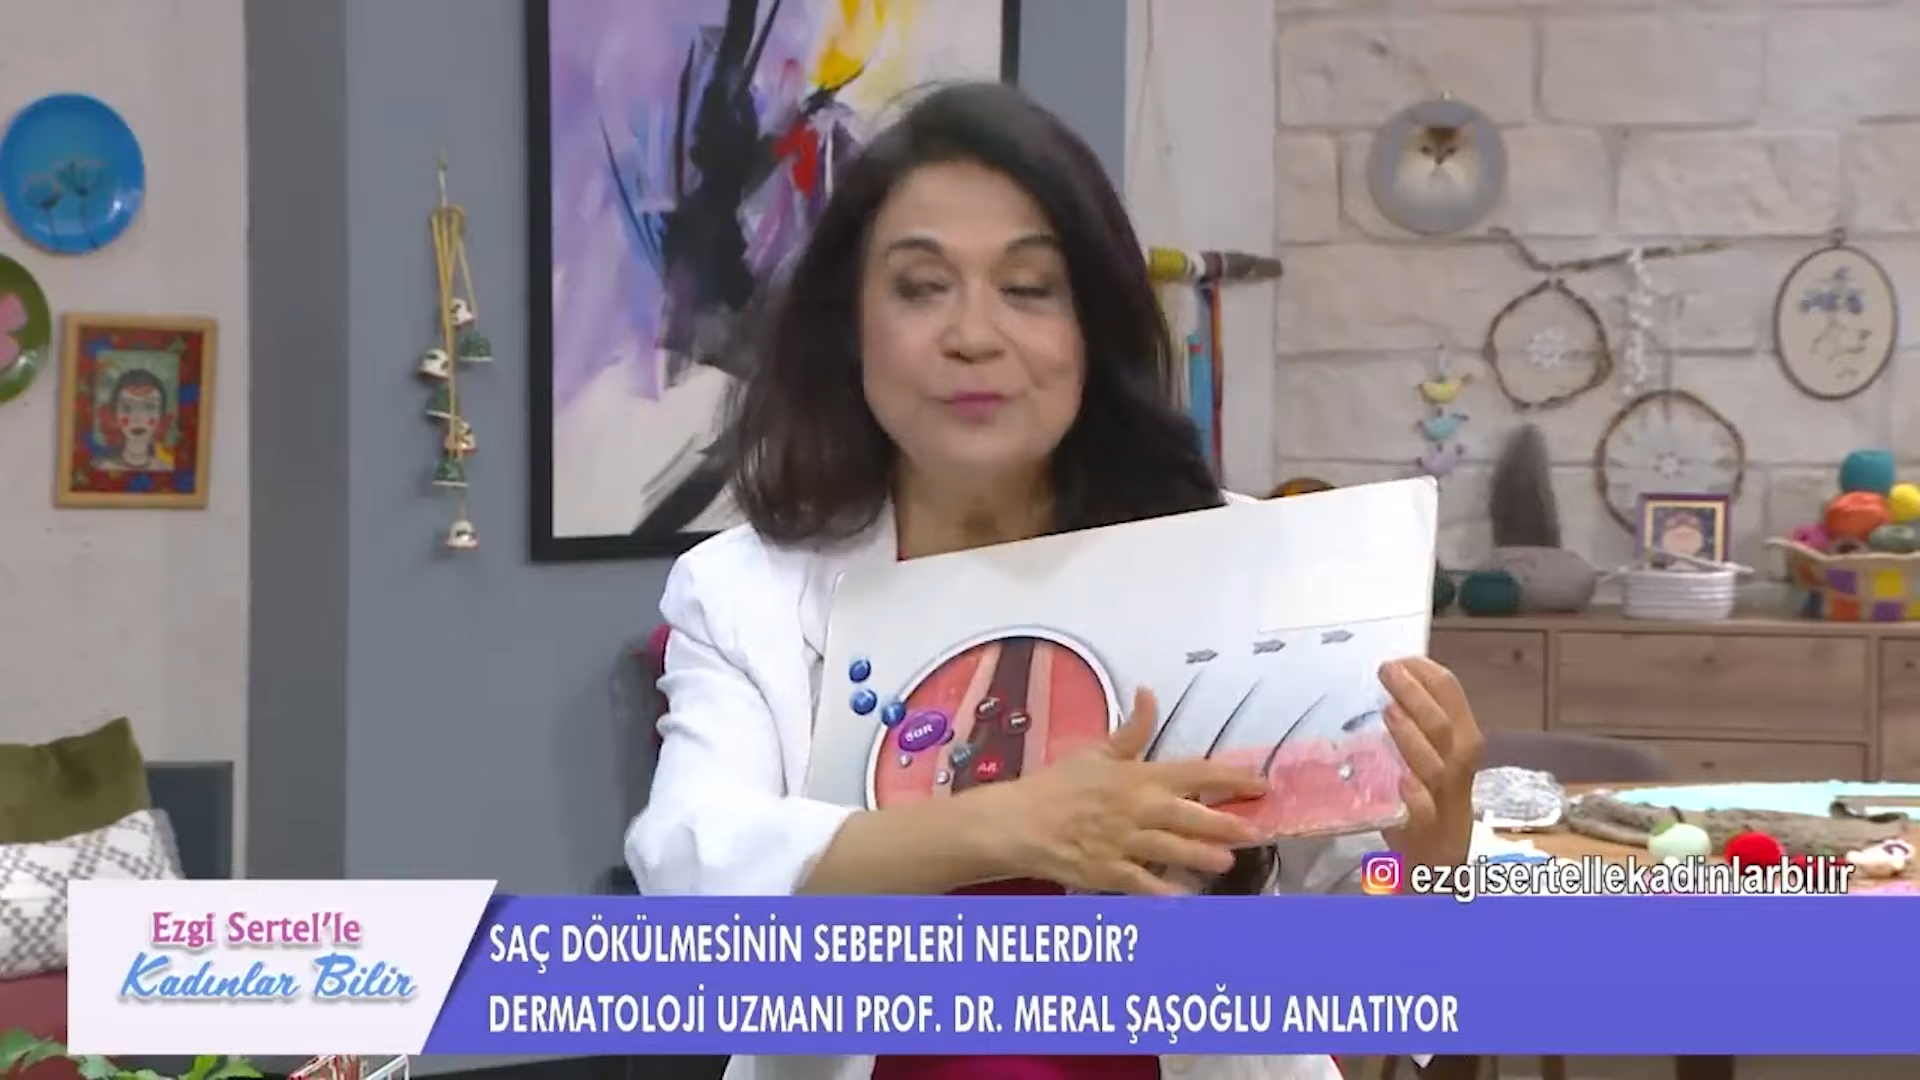 5αR
AR
ezgisertellekadinlarbilir
Ezgi Sertel'le
Kadınlar Bilir
SAÇ DÖKÜLMESİNİN SEBEPLERİ NELERDİR?
DERMATOLOJİ UZMANI PROF. DR. MERAL ŞAŞOĞLU ANLATIYOR